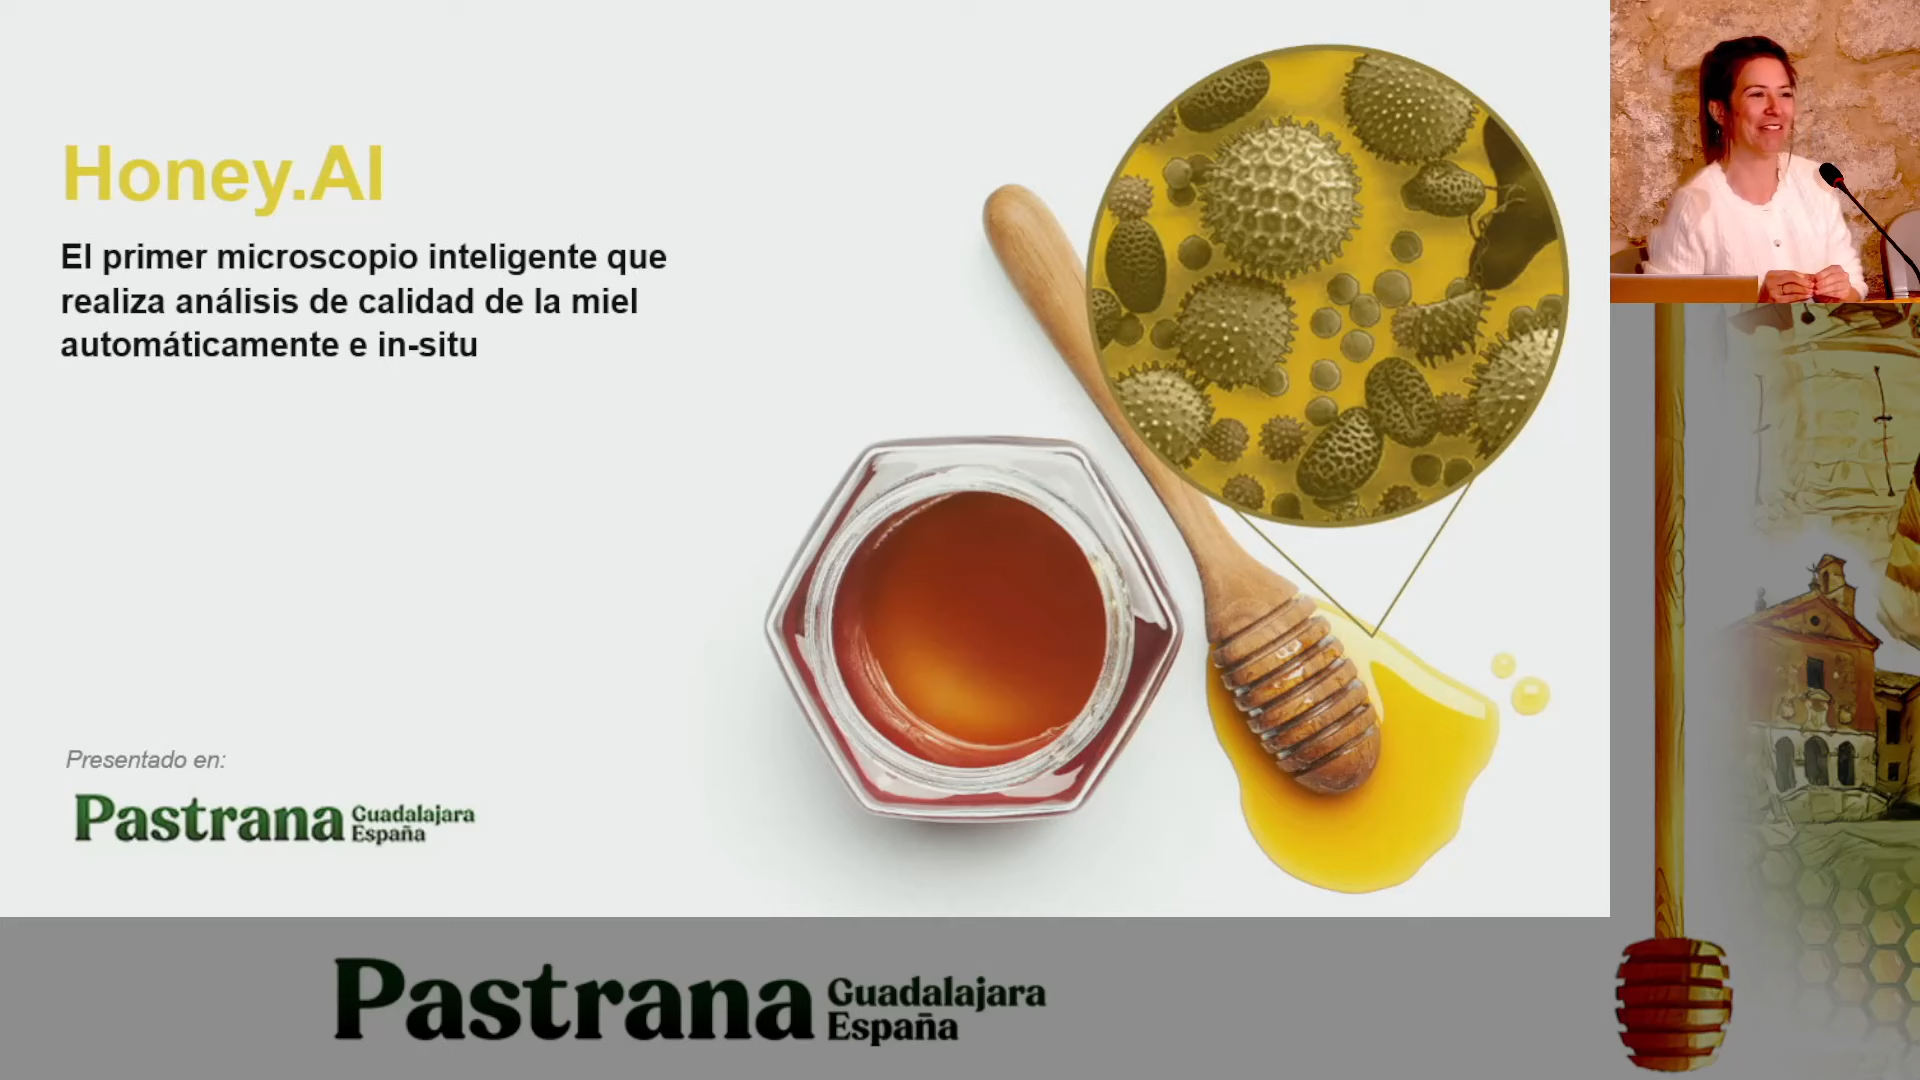 Honey.AI
El primer microscopio inteligente que
realiza análisis de calidad de la miel
automáticamente e in-situ
Presentado en:
Pastrana Guadalajara
España
Pastrana Guadalajara
España